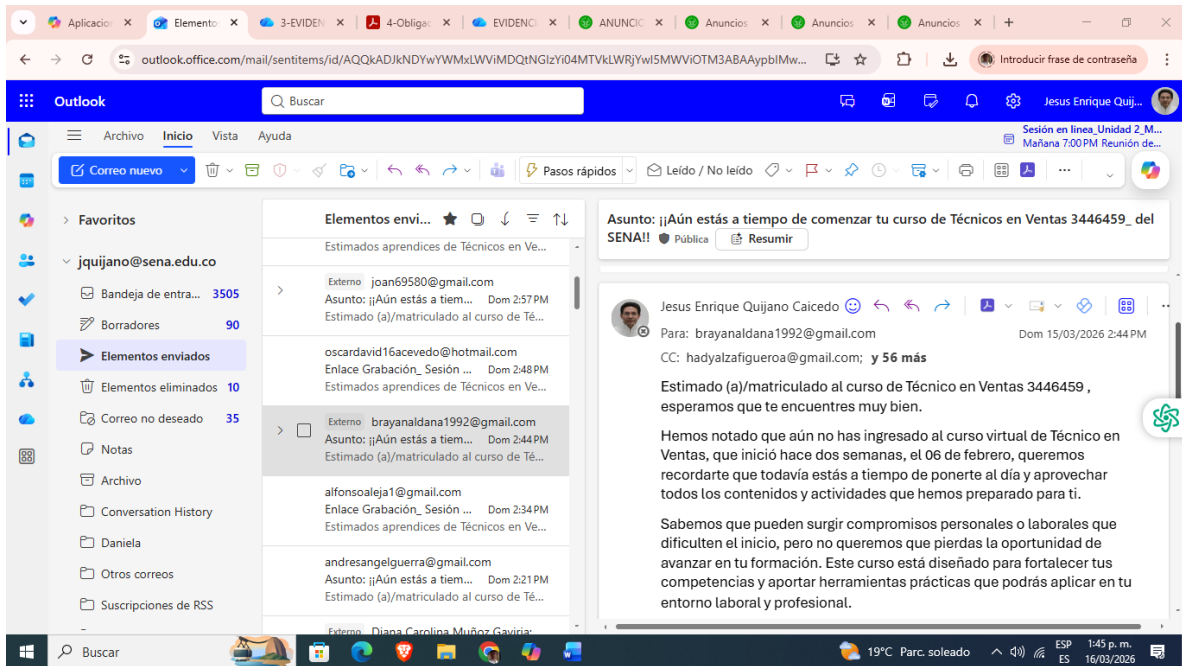 Aplicacion
Elemento:
3-EVIDEN
4-Obligac
EVIDENCI
ANUNCIC
Anuncios
Anuncios
Anuncios
outlook.office.com/mail/sentitems/id/AQQkADJkNDYwYWMxLWViMDQtNGIzYi04MTVkLWRjYwI5MWViOTM3ABAAypbIMw...
Introducir frase de contraseña
Outlook
Buscar
Jesus Enrique Quij...
Archivo Inicio Vista Ayuda
Sesión en linea_Unidad 2_M...
Mañana 7:00 PM Reunión de...
Correo nuevo
Pasos rápidos
Leído / No leído
Favoritos
jquijano@sena.edu.co
Bandeja de entra... 3505
Borradores 90
Elementos enviados
Elementos eliminados 10
Correo no deseado 35
Notas
Archivo
Conversation History
Daniela
Otros correos
Suscripciones de RSS
Elementos envi...
Estimados aprendices de Técnicos en Ve...
Externo joan69580@gmail.com
Asunto: ¡¡Aún estás a tiem... Dom 2:57 PM
Estimado (a)/matriculado al curso de Té...
oscardavid16acevedo@hotmail.com
Enlace Grabación_ Sesión ... Dom 2:48 PM
Estimados aprendices de Técnicos en Ve...
Externo brayanaldana1992@gmail.com
Asunto: ¡¡Aún estás a tiem... Dom 2:44 PM
Estimado (a)/matriculado al curso de Té...
alfonsoaleja1@gmail.com
Enlace Grabación_ Sesión ... Dom 2:34 PM
Estimados aprendices de Técnicos en Ve...
andresangelguerra@gmail.com
Asunto: ¡¡Aún estás a tiem... Dom 2:21 PM
Estimado (a)/matriculado al curso de Té...
Externo Diana Carolina Muñoz Gaviria;
Asunto: ¡¡Aún estás a tiempo de comenzar tu curso de Técnicos en Ventas 3446459_ del
SENA!! Pública Resumir
Jesus Enrique Quijano Caicedo
Para: brayanaldana1992@gmail.com Dom 15/03/2026 2:44 PM
CC: hadyalzafigueroa@gmail.com; y 56 más
Estimado (a)/matriculado al curso de Técnico en Ventas 3446459 ,
esperamos que te encuentres muy bien.
Hemos notado que aún no has ingresado al curso virtual de Técnico en
Ventas, que inició hace dos semanas, el 06 de febrero, queremos
recordarte que todavía estás a tiempo de ponerte al día y aprovechar
todos los contenidos y actividades que hemos preparado para ti.
Sabemos que pueden surgir compromisos personales o laborales que
dificulten el inicio, pero no queremos que pierdas la oportunidad de
avanzar en tu formación. Este curso está diseñado para fortalecer tus
competencias y aportar herramientas prácticas que podrás aplicar en tu
entorno laboral y profesional.
Buscar
19°C Parc. soleado
ESP
ES
1:45 p. m.
16/03/2026